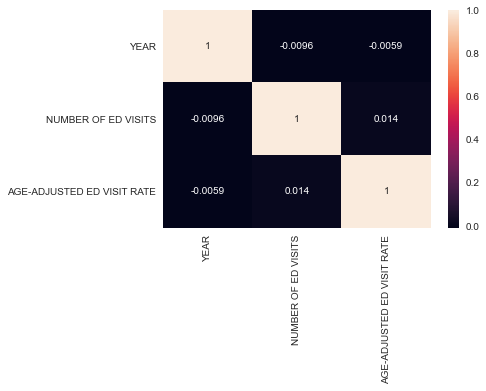 YEAR 1 -0.0096 -0.0059
NUMBER OF ED VISITS -0.0096 1 0.014
AGE-ADJUSTED ED VISIT RATE -0.0059 0.014 1
YEAR
NUMBER OF ED VISITS
AGE-ADJUSTED ED VISIT RATE
1.0
0.8
0.6
0.4
0.2
0.0